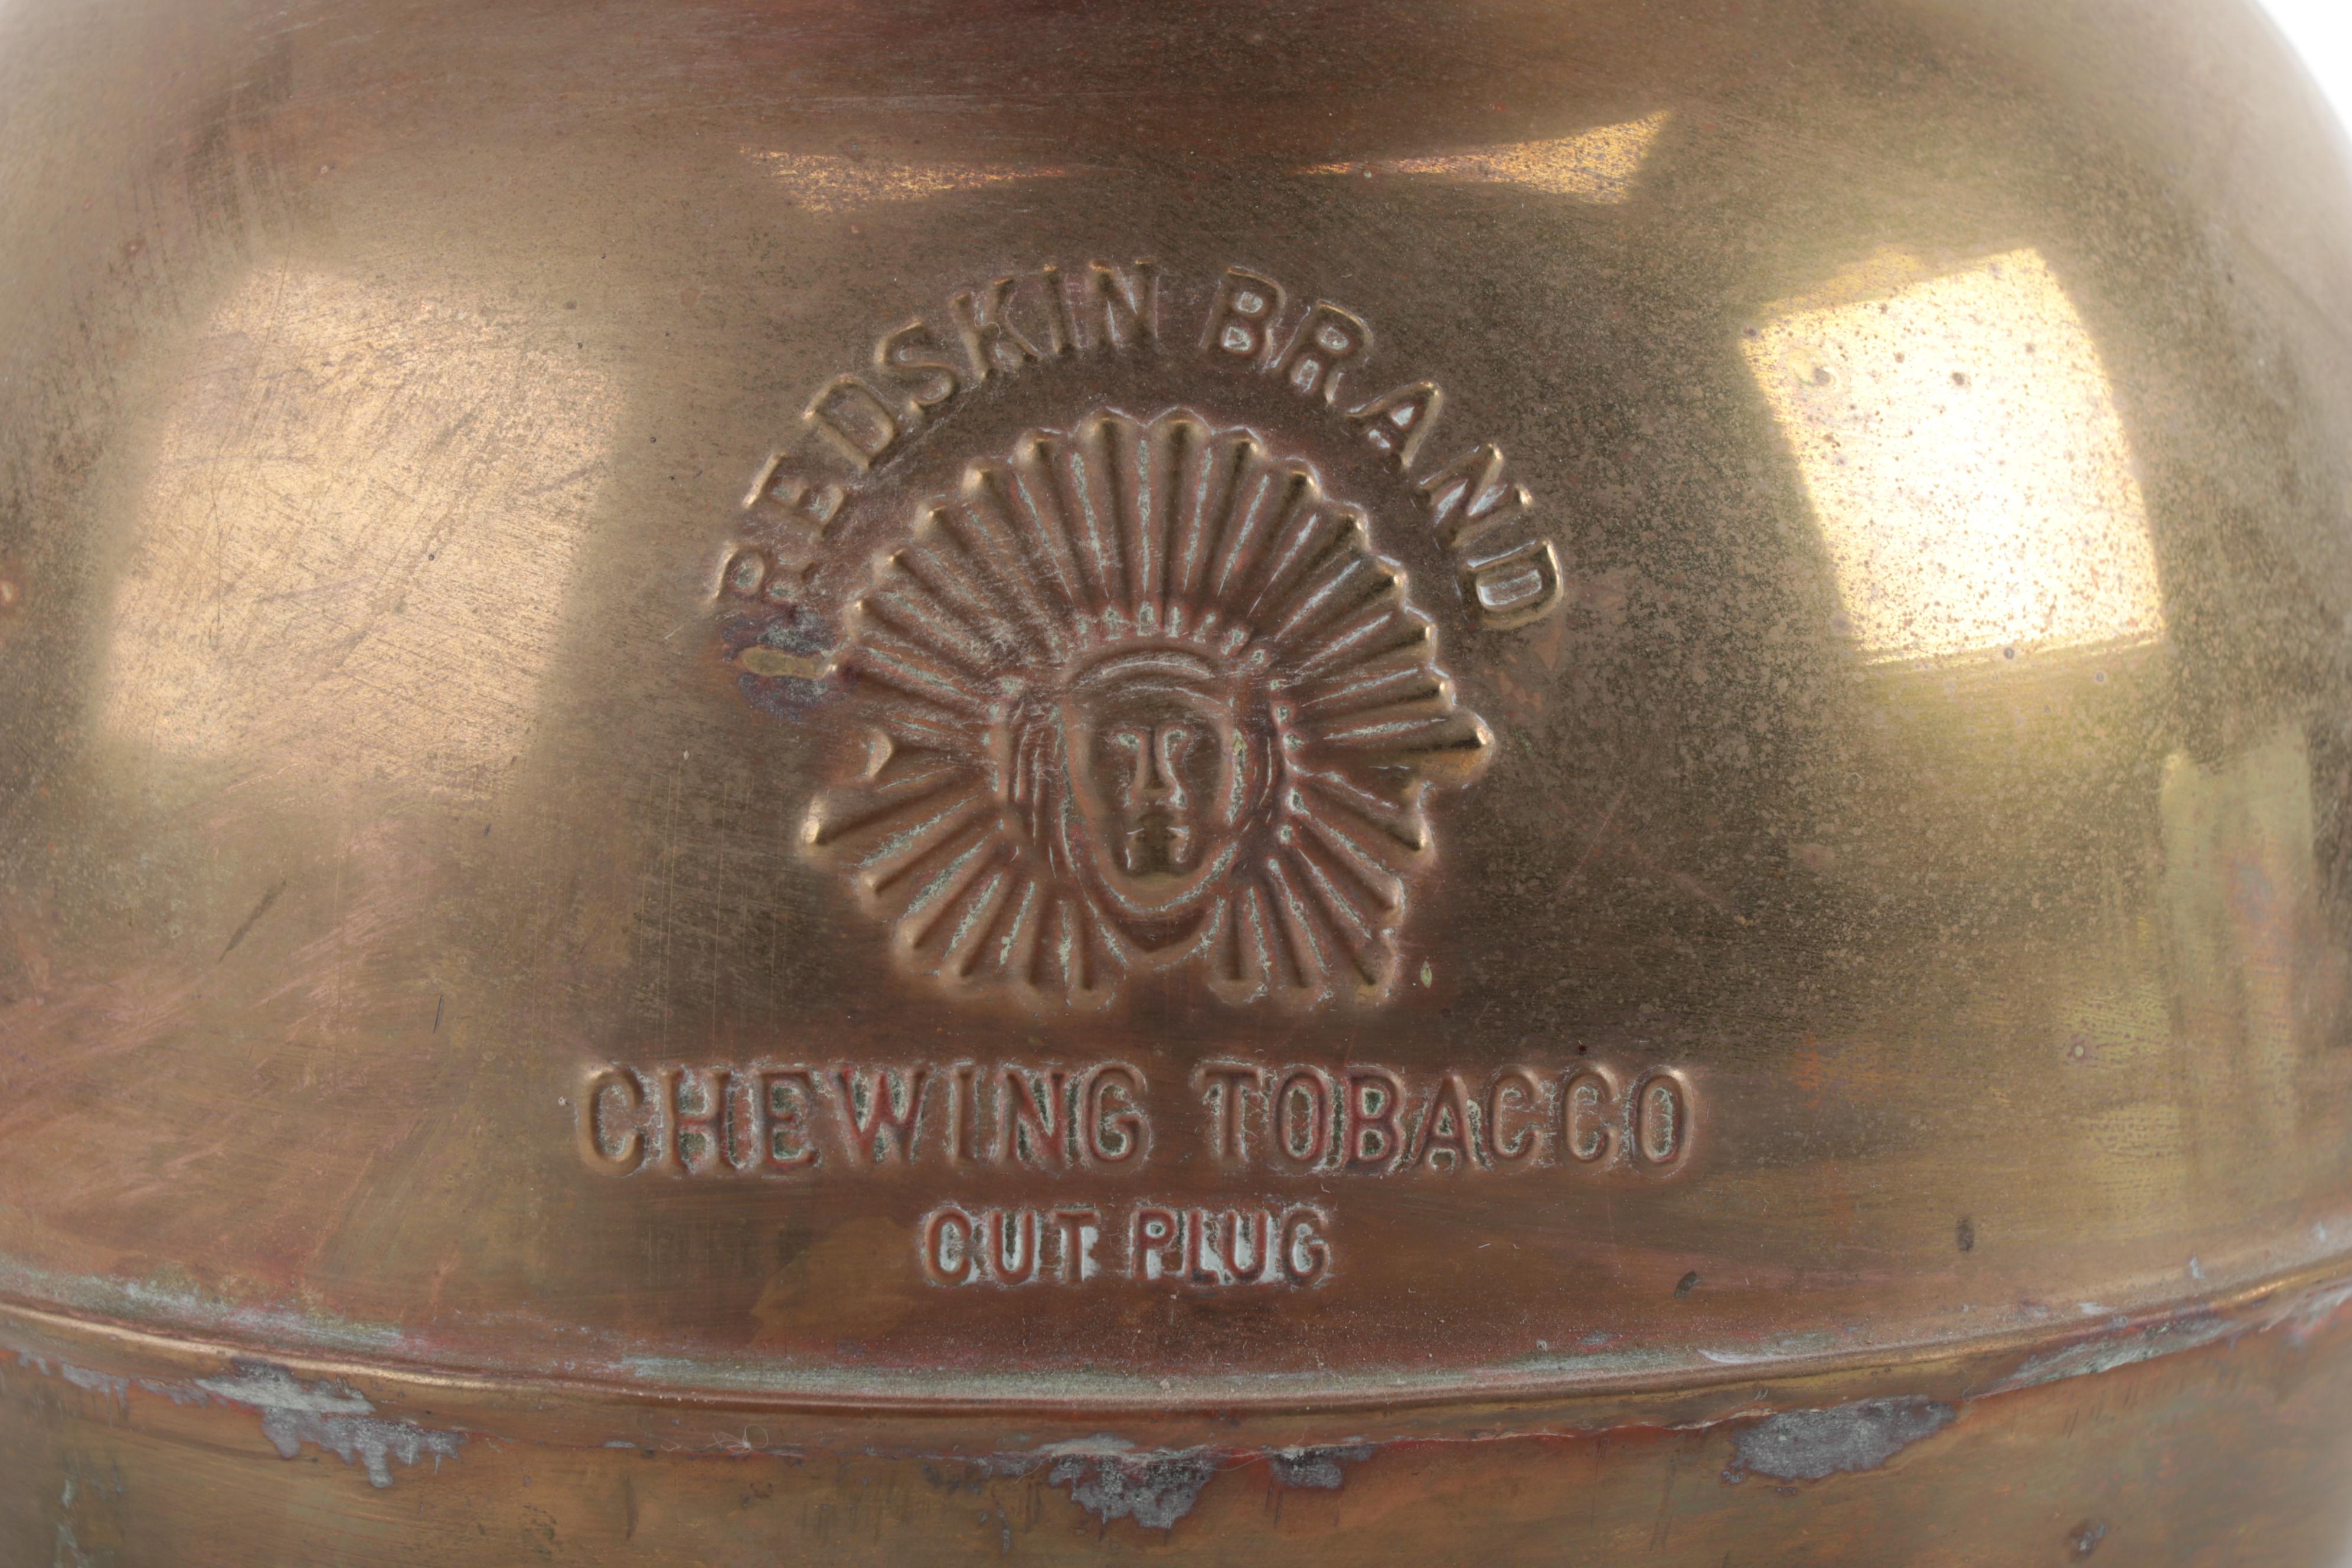 REDSKIN BRAND
CHEWING TOBACCO
CUT PLUG